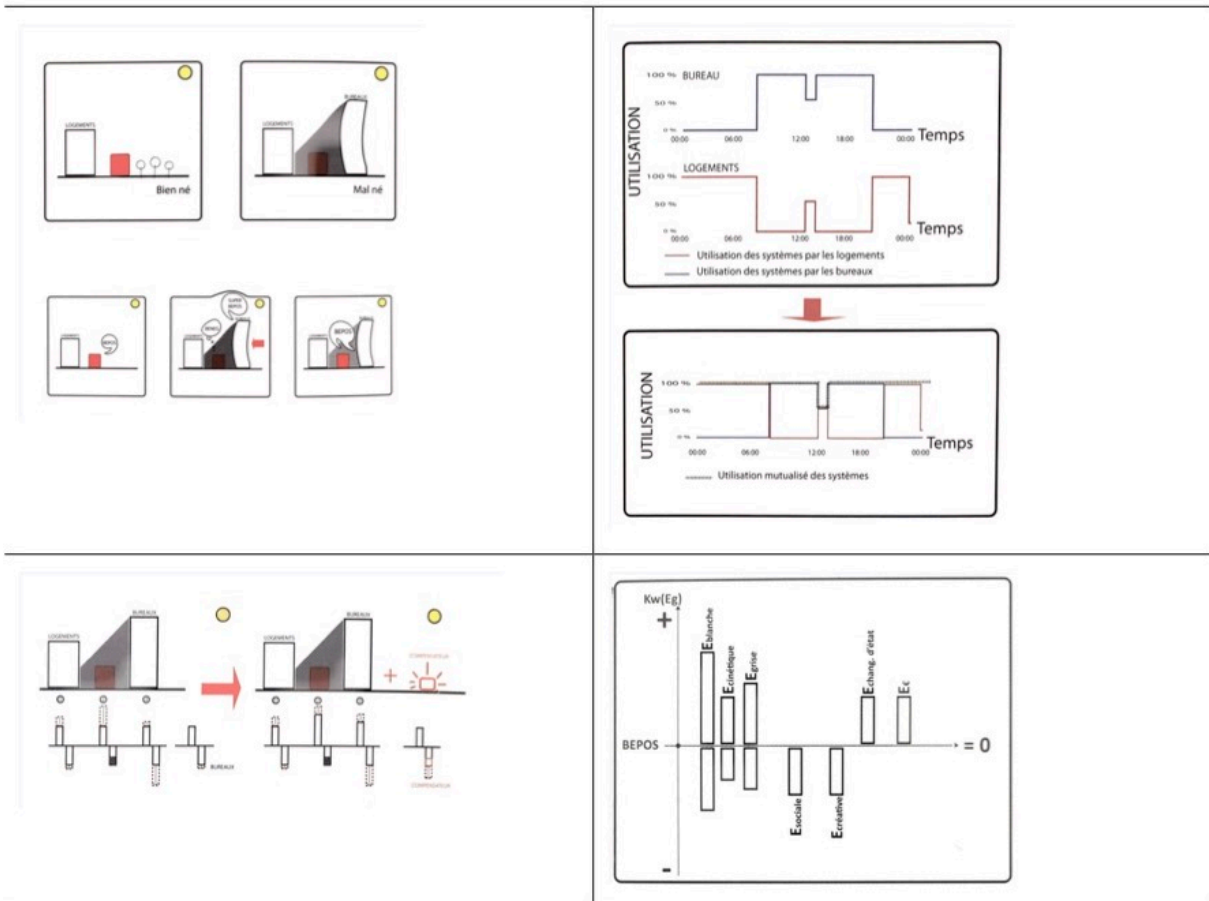 LOGEMENTS
Bien né
LOGEMENTS
BUREAUX
Mal né
BEPOS
SUPER
BEPOS
BEPOS
UTILISATION
BUREAU
100 %
50 %
0 %
00:00 06:00 12:00 18:00 00:00
Temps
LOGEMENTS
100 %
50 %
0 %
00:00 06:00 12:00 18:00 00:00
Temps
Utilisation des systèmes par les logements
Utilisation des systèmes par les bureaux
UTILISATION
100 %
50 %
0 %
00:00 06:00 12:00 18:00 00:00
Temps
Utilisation mutualisé des systèmes
LOGEMENTS
BUREAUX
BUREAUX
LOGEMENTS
BUREAUX
+
COMPENSATEUR
COMPENSATEUR
Kw(Eg)
+
Eblanche
Ecinétique
Egrise
Echang. d'état
E€
BEPOS
= 0
Esociale
Ecréative
-